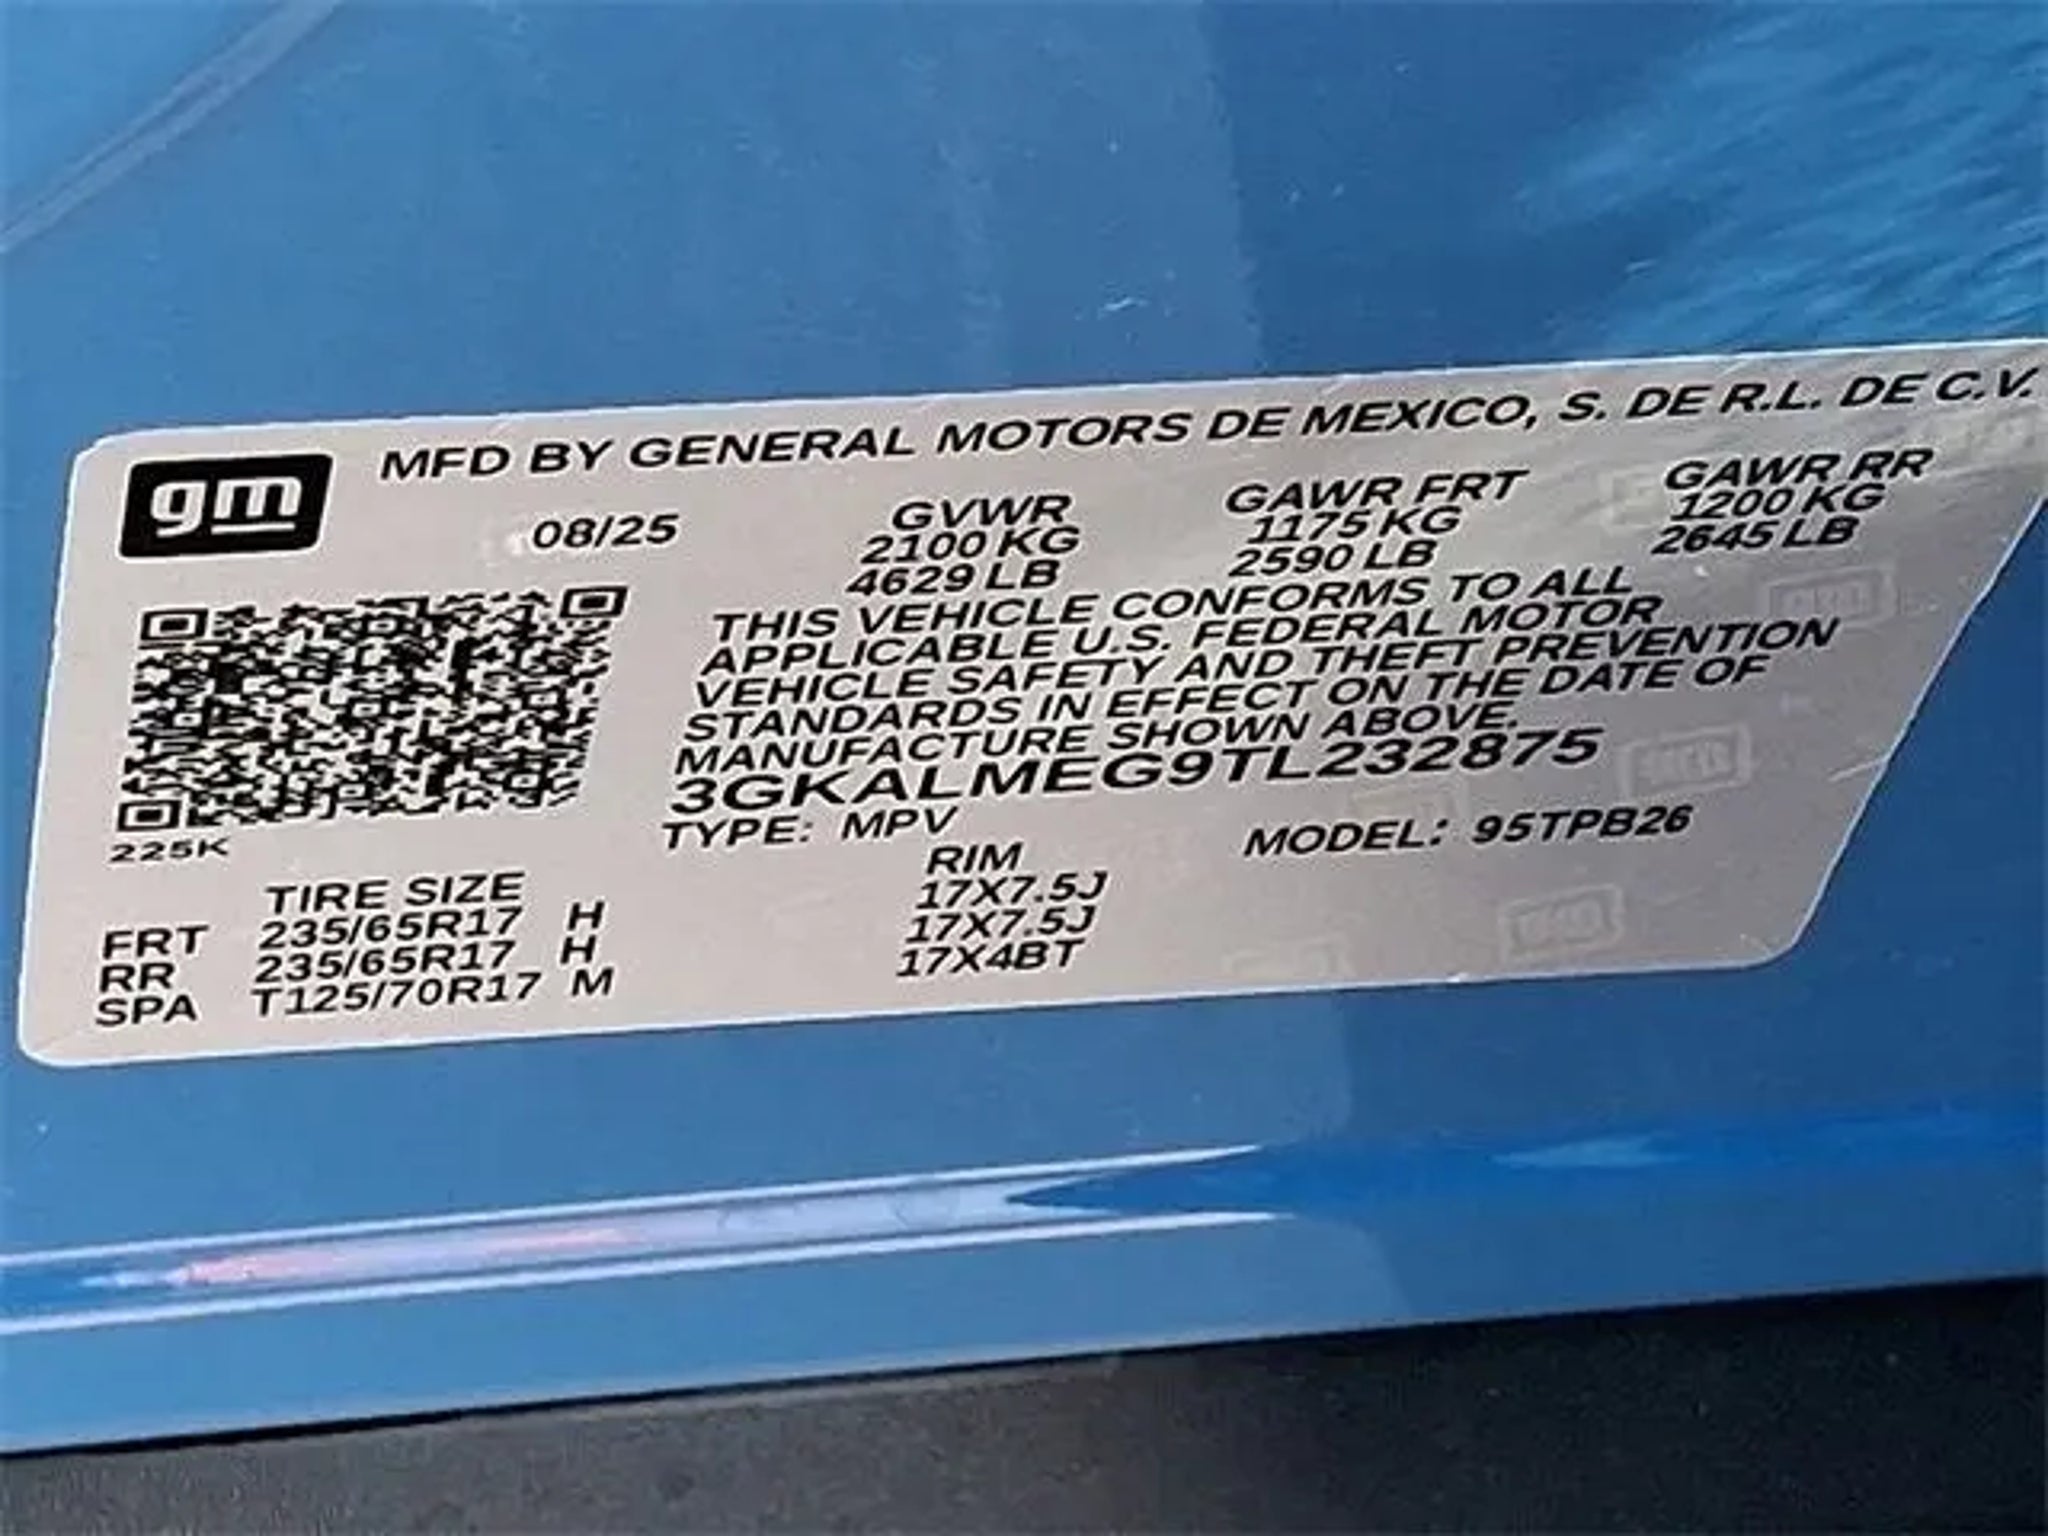 gm MFD BY GENERAL MOTORS DE MEXICO, S. DE R.L. DE C.V.
08/25 GVWR GAWR FRT GAWR RR
2100 KG 1175 KG 1200 KG
4629 LB 2590 LB 2645 LB
THIS VEHICLE CONFORMS TO ALL
APPLICABLE U.S. FEDERAL MOTOR
VEHICLE SAFETY AND THEFT PREVENTION
STANDARDS IN EFFECT ON THE DATE OF
MANUFACTURE SHOWN ABOVE.
3GKALMEG9TL232875
225K
TYPE: MPV MODEL: 95TPB26
TIRE SIZE RIM
FRT 235/65R17 H 17X7.5J
RR 235/65R17 H 17X7.5J
SPA T125/70R17 M 17X4BT